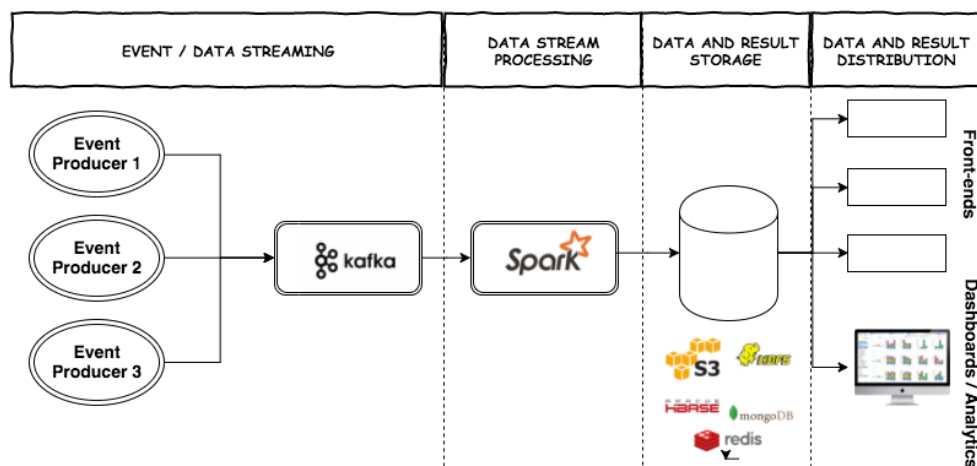 EVENT / DATA STREAMING
DATA STREAM
PROCESSING
DATA AND RESULT
STORAGE
DATA AND RESULT
DISTRIBUTION
Event
Producer 1
Event
Producer 2
Event
Producer 3
kafka
Spark
S3
HDFS
APACHE
HBASE
mongoDB
redis
Front-ends
Dashboards / Analytics